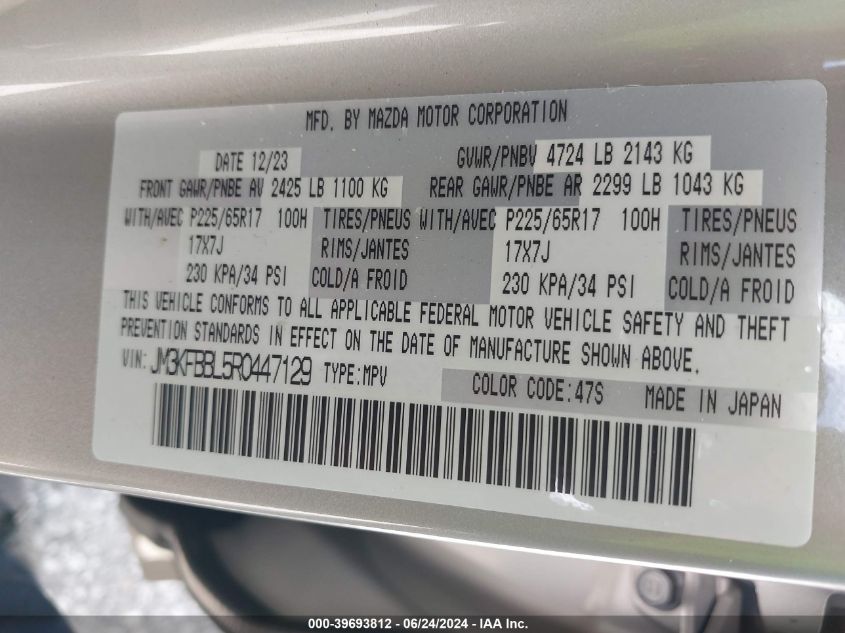 MFD. BY MAZDA MOTOR CORPORATION
DATE 12/23 GVWR/PNBV 4724 LB 2143 KG
FRONT GAWR/PNBE AV 2425 LB 1100 KG REAR GAWR/PNBE AR 2299 LB 1043 KG
WITH/AVEC P225/65R17 100H TIRES/PNEUS WITH/AVEC P225/65R17 100H TIRES/PNEUS
17X7J RIMS/JANTES 17X7J RIMS/JANTES
230 KPA/34 PSI COLD/A FROID 230 KPA/34 PSI COLD/A FROID
THIS VEHICLE CONFORMS TO ALL APPLICABLE FEDERAL MOTOR VEHICLE SAFETY AND THEFT
PREVENTION STANDARDS IN EFFECT ON THE DATE OF MANUFACTURE SHOWN ABOVE.
VIN: JM3KFBBL5R0447129 TYPE:MPV COLOR CODE:47S MADE IN JAPAN
000-39693812 - 06/24/2024 - IAA Inc.